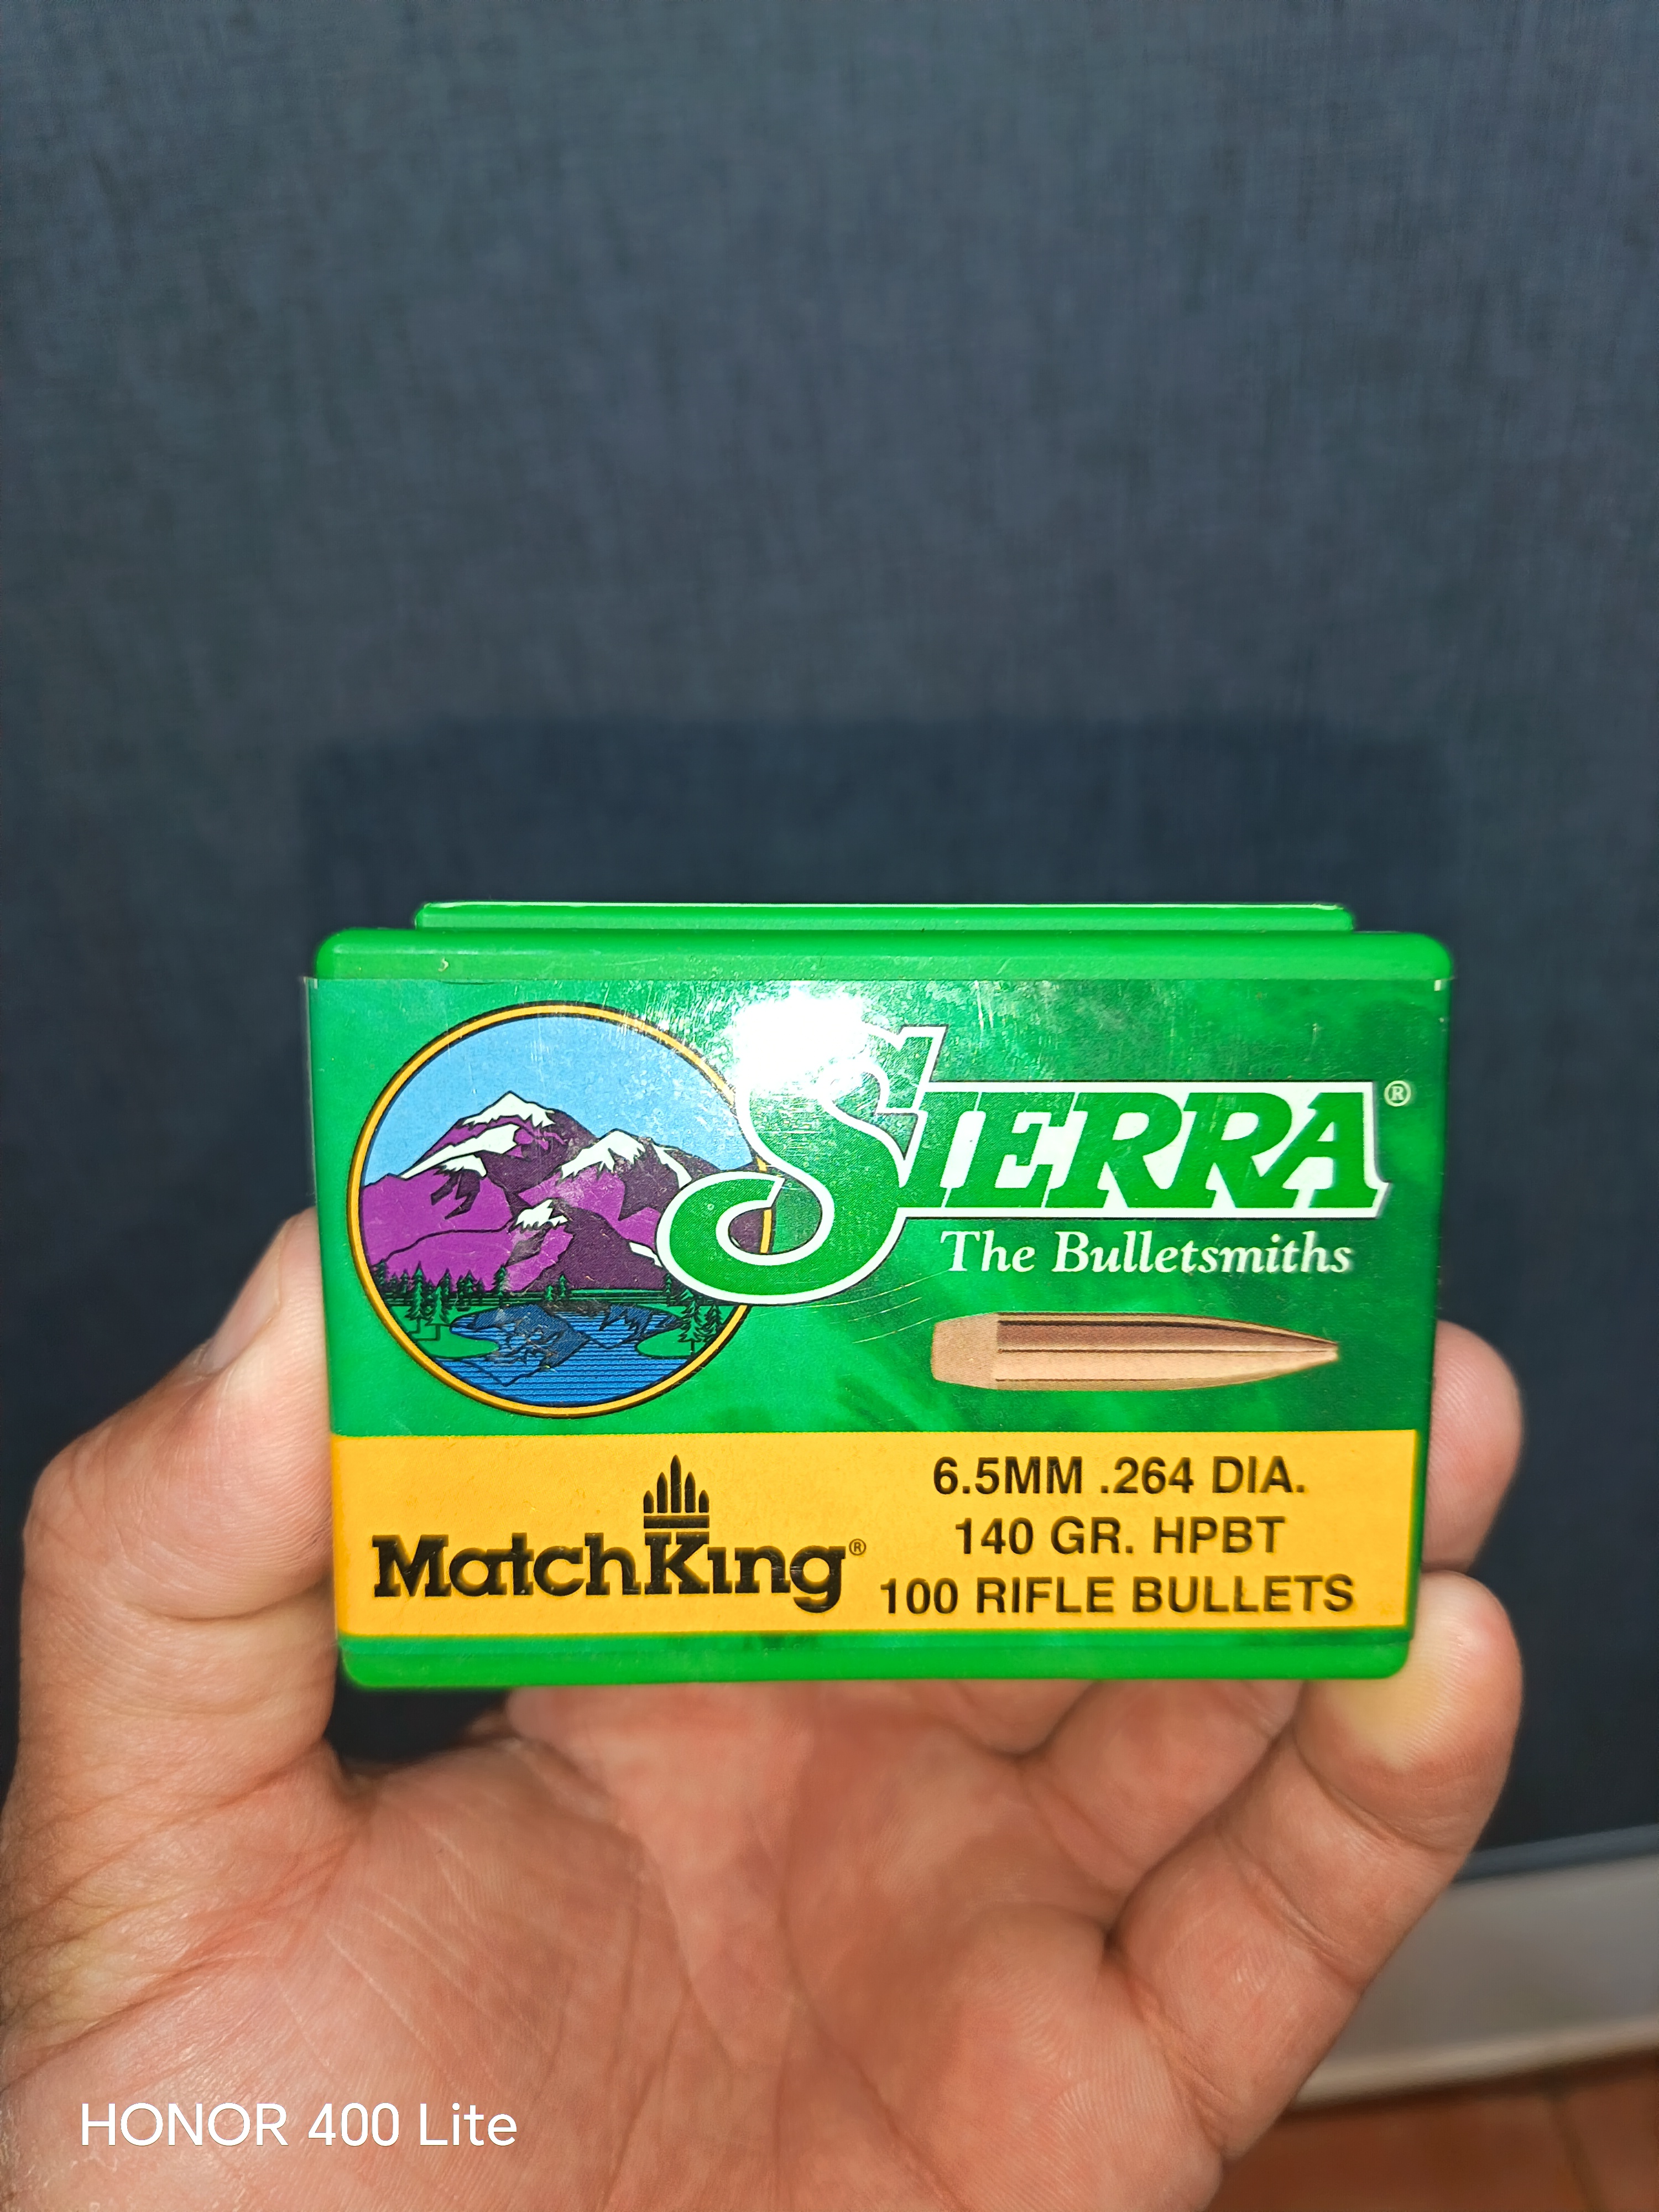 SIERRA®
The Bulletsmiths
MatchKing®
6.5MM .264 DIA.
140 GR. HPBT
100 RIFLE BULLETS
HONOR 400 Lite